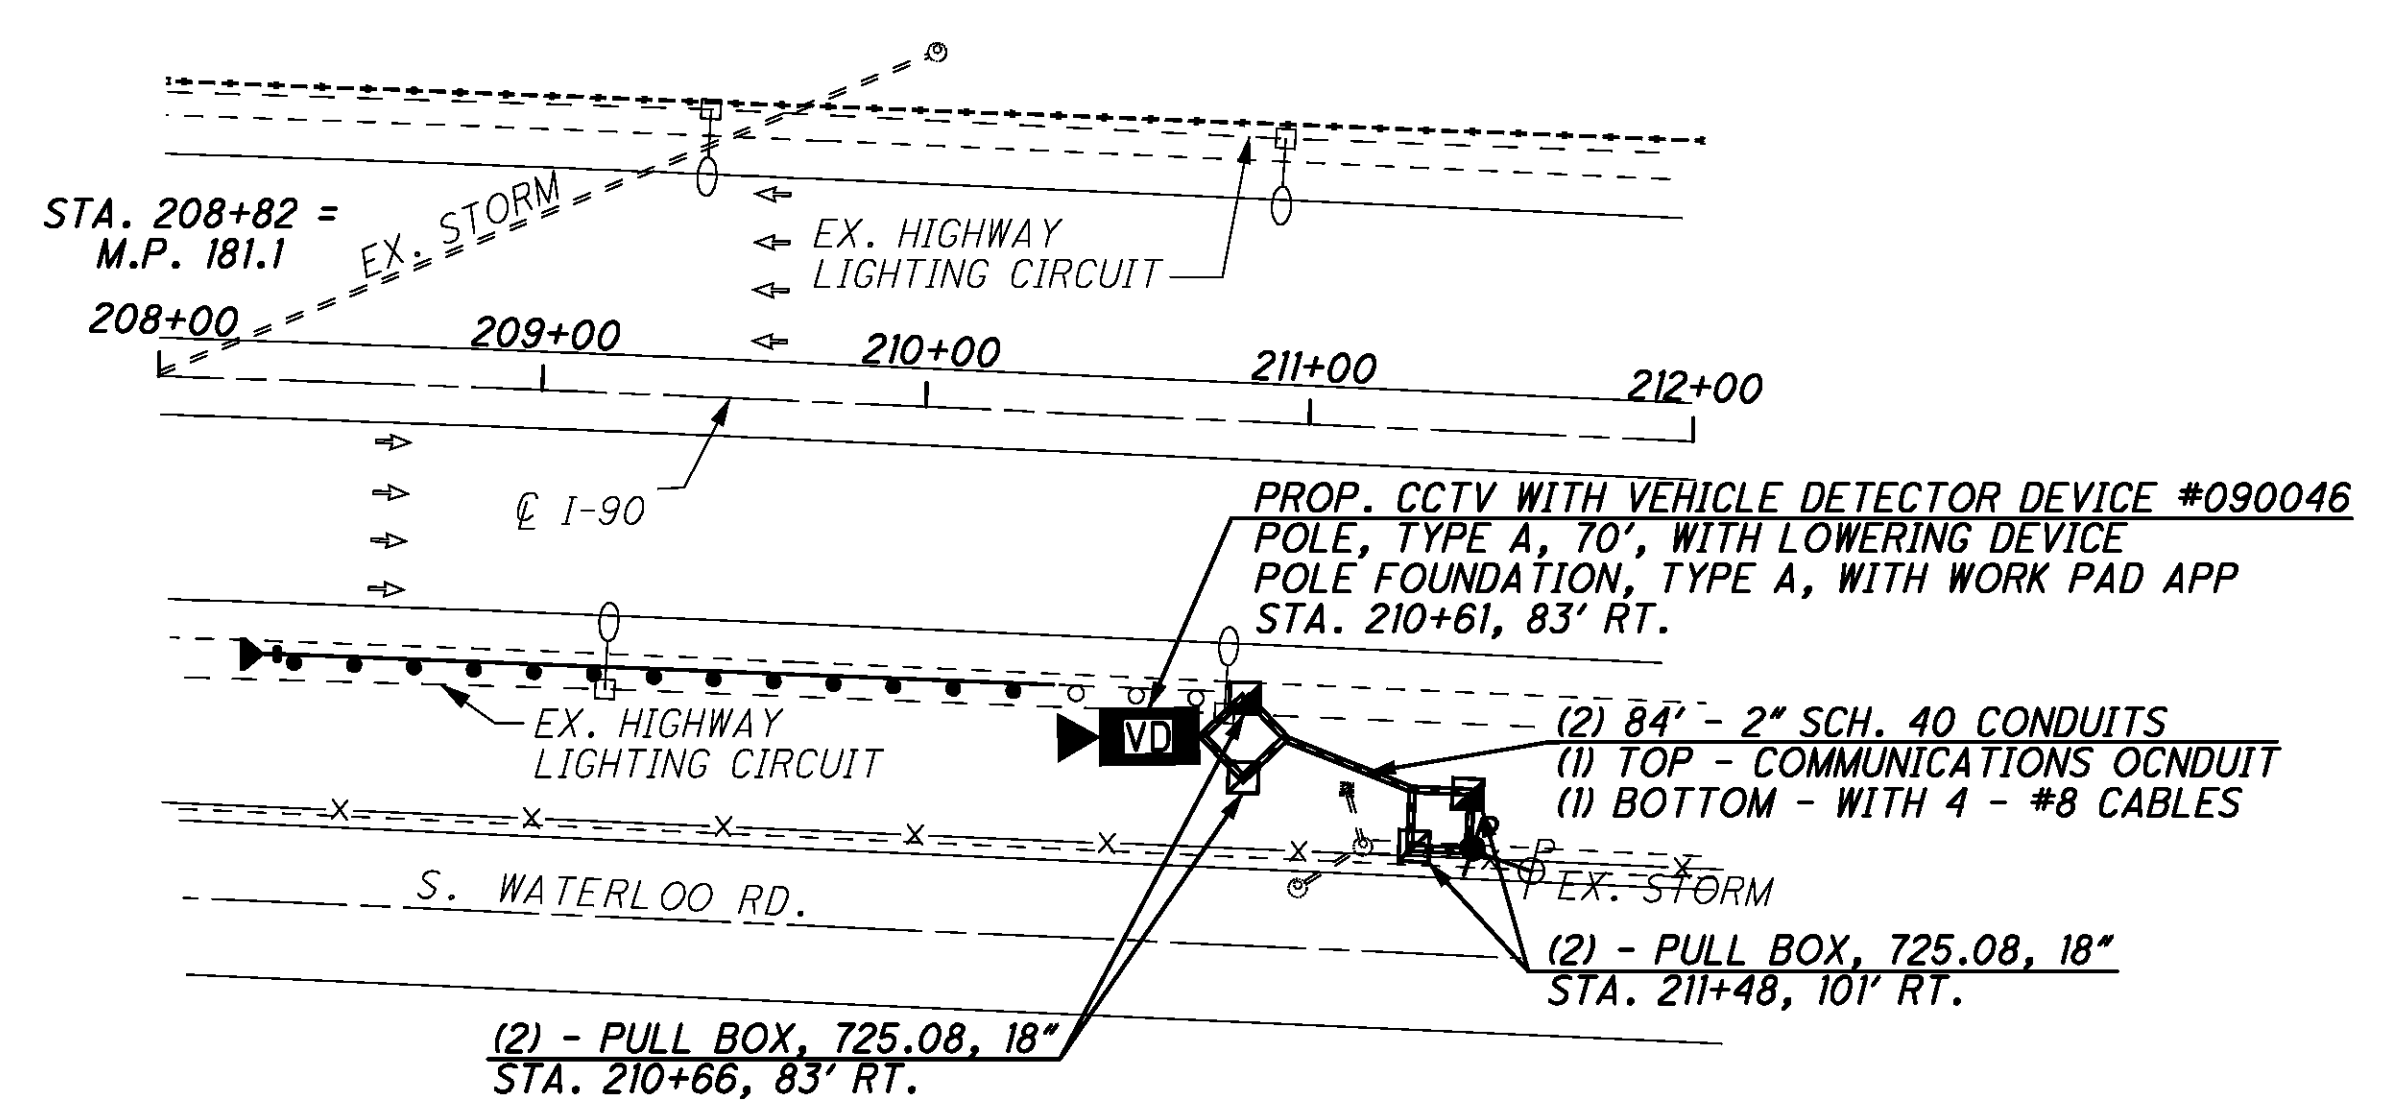 STA. 208+82 =
M.P. 181.1
EX. STORM
EX. HIGHWAY
LIGHTING CIRCUIT
208+00
209+00
210+00
211+00
212+00
℄ I-90
PROP. CCTV WITH VEHICLE DETECTOR DEVICE #090046
POLE, TYPE A, 70', WITH LOWERING DEVICE
POLE FOUNDATION, TYPE A, WITH WORK PAD APP
STA. 210+61, 83' RT.
EX. HIGHWAY
LIGHTING CIRCUIT
VD
(2) 84' - 2" SCH. 40 CONDUITS
(1) TOP - COMMUNICATIONS OCNDUIT
(1) BOTTOM - WITH 4 - #8 CABLES
P
EX. STORM
S. WATERLOO RD.
(2) - PULL BOX, 725.08, 18"
STA. 211+48, 101' RT.
(2) - PULL BOX, 725.08, 18"
STA. 210+66, 83' RT.